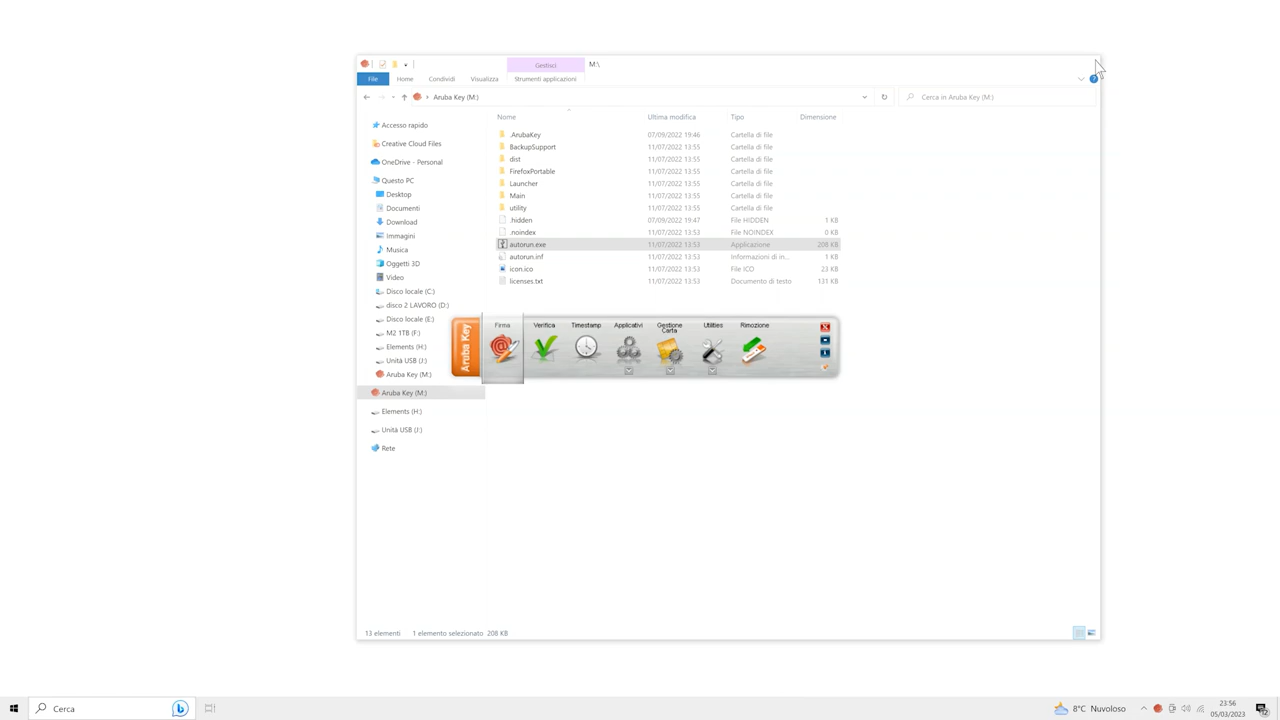 Gestisci
M:\
File
Home
Condividi
Visualizza
Strumenti applicazioni
Aruba Key (M:)
Cerca in Aruba Key (M:)
Nome
Ultima modifica
Tipo
Dimensione
Accesso rapido
Creative Cloud Files
OneDrive - Personal
Questo PC
Desktop
Documenti
Download
Immagini
Musica
Oggetti 3D
Video
Disco locale (C:)
disco 2 LAVORO (D:)
Disco locale (E:)
M2 1TB (F:)
Elements (H:)
Unità USB (J:)
Aruba Key (M:)
Aruba Key (M:)
Elements (H:)
Unità USB (J:)
Rete
.ArubaKey 07/09/2022 19:46 Cartella di file
BackupSupport 11/07/2022 13:55 Cartella di file
dist 11/07/2022 13:55 Cartella di file
FirefoxPortable 11/07/2022 13:55 Cartella di file
Launcher 11/07/2022 13:55 Cartella di file
Main 11/07/2022 13:55 Cartella di file
utility 11/07/2022 13:55 Cartella di file
.hidden 07/09/2022 19:47 File HIDDEN 1 KB
.noindex 11/07/2022 13:53 File NOINDEX 0 KB
autorun.exe 11/07/2022 13:53 Applicazione 208 KB
autorun.inf 11/07/2022 13:53 Informazioni di in... 1 KB
icon.ico 11/07/2022 13:53 File ICO 23 KB
licenses.txt 11/07/2022 13:53 Documento di testo 131 KB
Aruba Key
Firma
Verifica
Timestamp
Applicativi
Gestione
Carta
Utilities
Rimozione
13 elementi
1 elemento selezionato 208 KB
Cerca
8°C Nuvoloso
23:56
05/03/2023